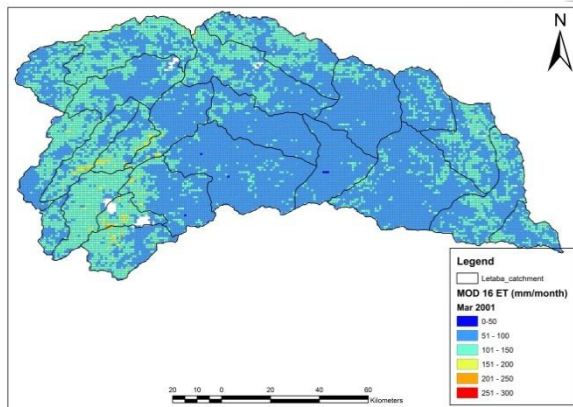 N
Legend
Letaba_catchment
MOD 16 ET (mm/month)
Mar 2001
0-50
51 - 100
101 - 150
151 - 200
201 - 250
251 - 300
20 10 0 20 40 60
Kilometers